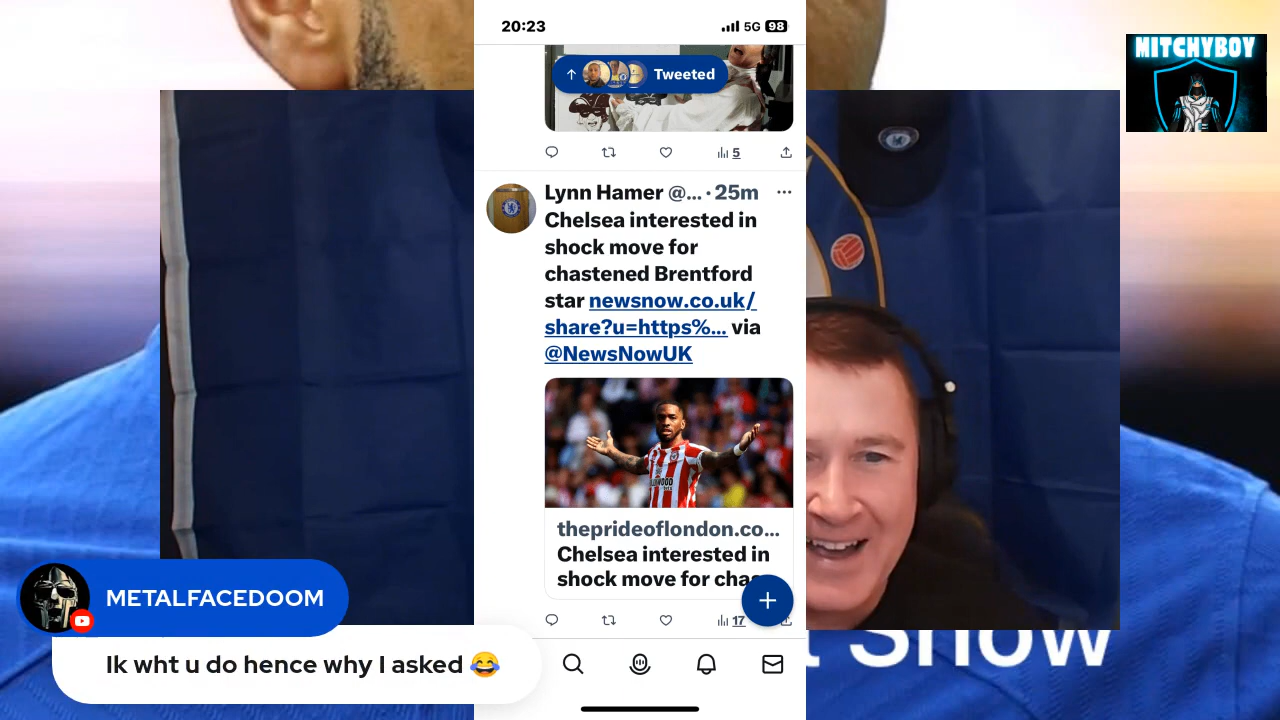 20:23
5G 98
MITCHYBOY
Tweeted
5
Lynn Hamer @... · 25m
Chelsea interested in
shock move for
chastened Brentford
star newsnow.co.uk/
share?u=https%... via
@NewsNowUK
theprideoflondon.co...
Chelsea interested in
shock move for chas
17
METALFACEDOOM
Ik wht u do hence why I asked 😂
Show